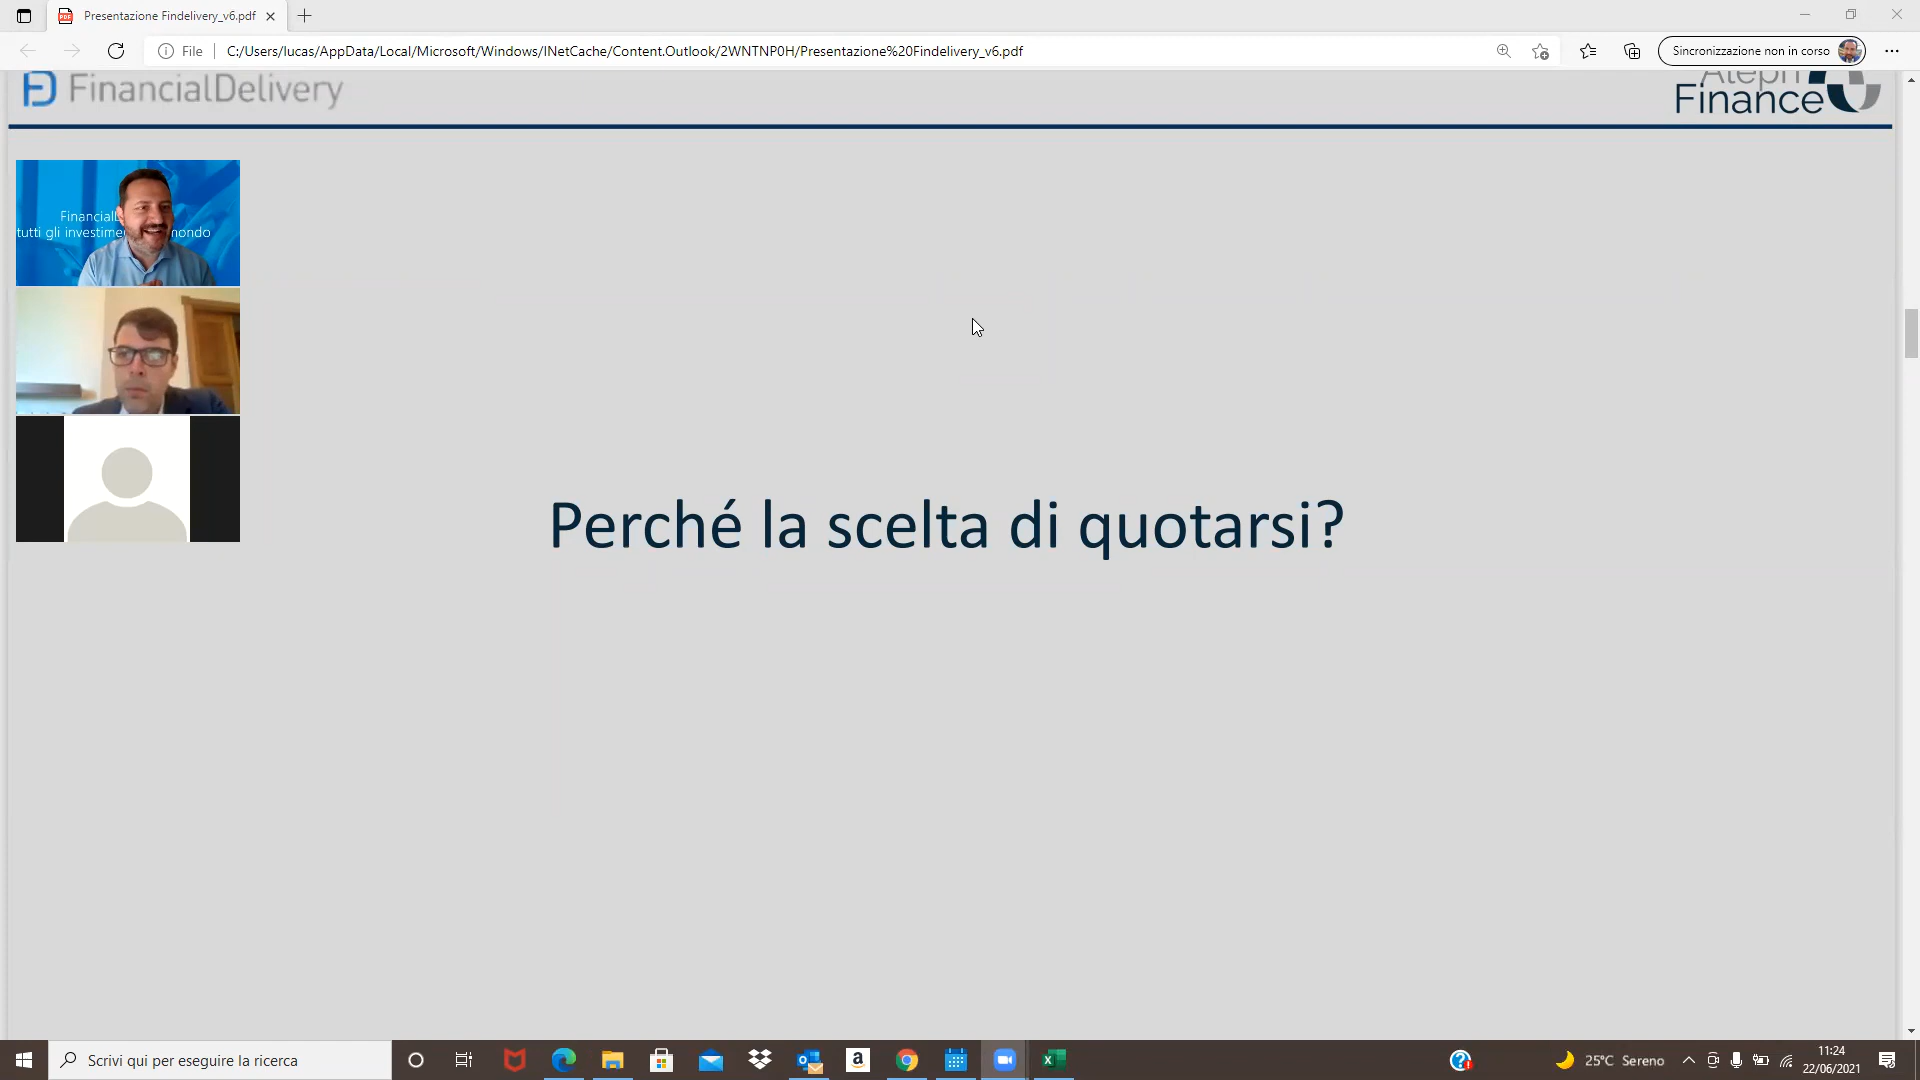 Presentazione Findelivery_v6.pdf
File
C:/Users/lucas/AppData/Local/Microsoft/Windows/INetCache/Content.Outlook/2WNTNP0H/Presentazione%20Findelivery_v6.pdf
Sincronizzazione non in corso
FinancialDelivery
Aleph
Finance
tutti gli
mondo
Perché la scelta di quotarsi?
Scrivi qui per eseguire la ricerca
25°C Sereno
11:24
22/06/2021